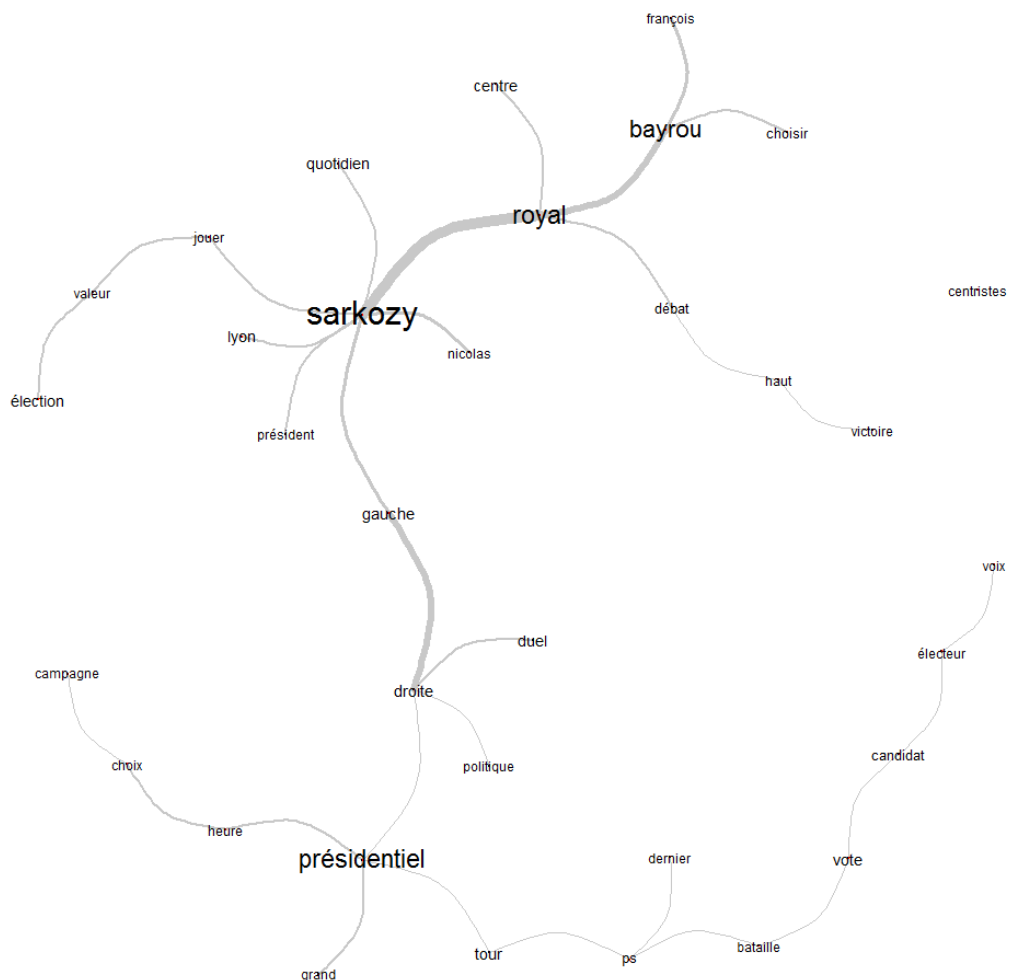 françois
centre
bayrou
choisir
quotidien
royal
jouer
valeur
centristes
sarkozy
débat
lyon
nicolas
haut
élection
président
victoire
gauche
voix
duel
électeur
campagne
droite
candidat
choix
politique
heure
présidentiel
dernier
vote
bataille
tour
ps
grand